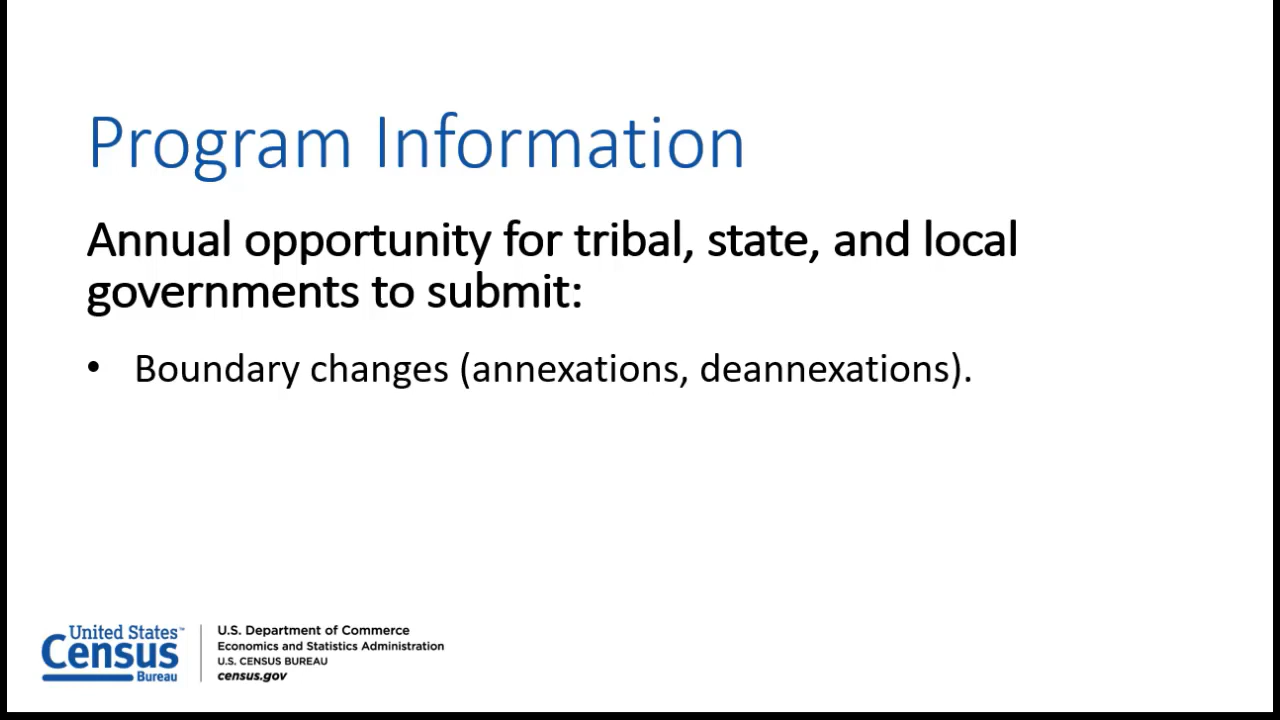 Program Information
Annual opportunity for tribal, state, and local
governments to submit:
• Boundary changes (annexations, deannexations).
United States™
Census
Bureau
U.S. Department of Commerce
Economics and Statistics Administration
U.S. CENSUS BUREAU
census.gov